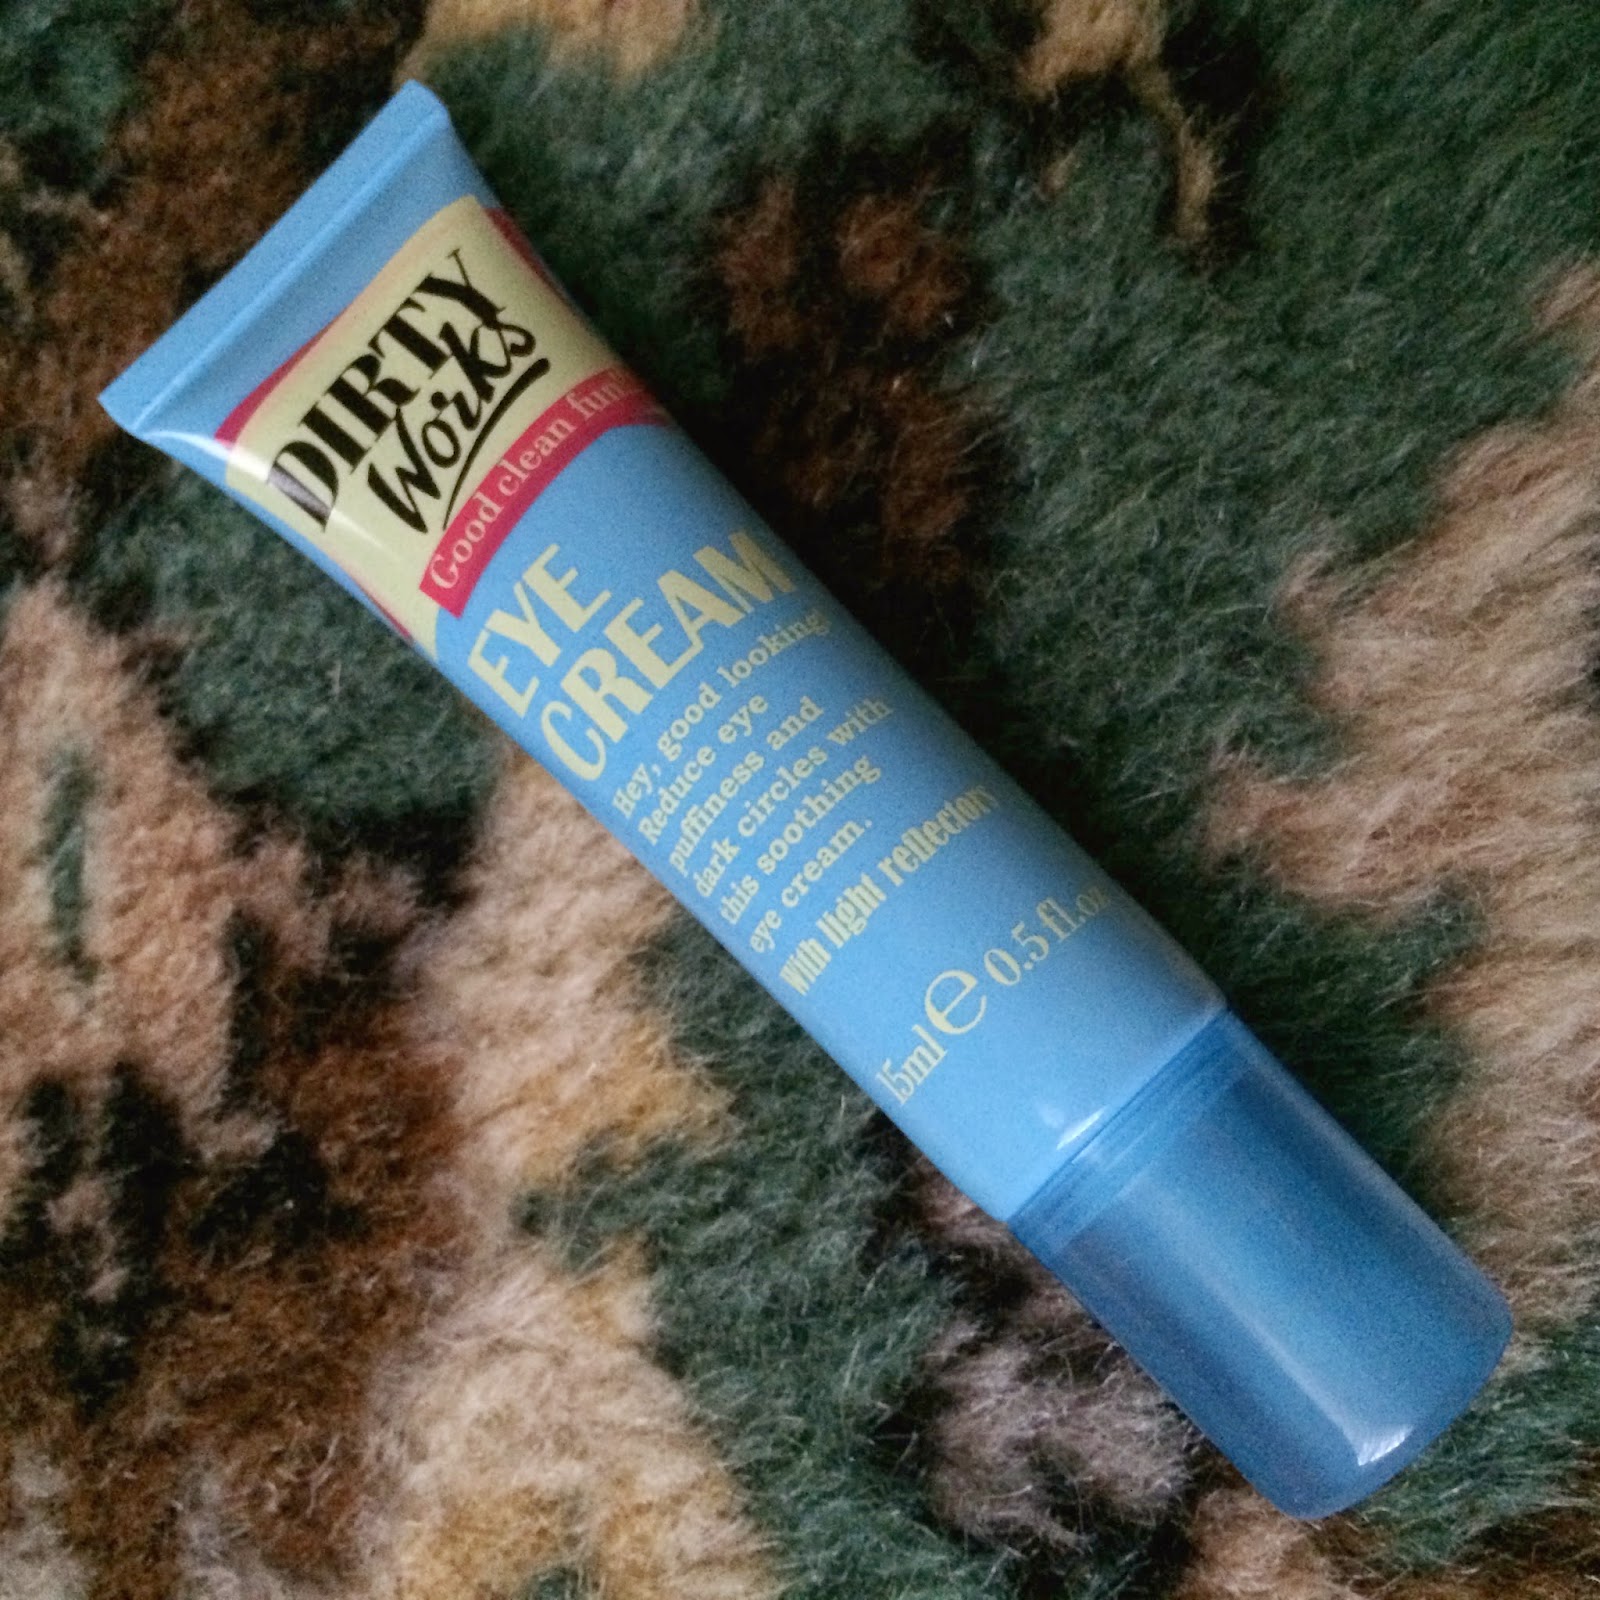 DIRTY
Works
Good clean fun!
EYE
CREAM
Hey, good looking!
Reduce eye
puffiness and
dark circles with
this soothing
eye cream.
With light reflectors
15ml e 0.5 fl.oz